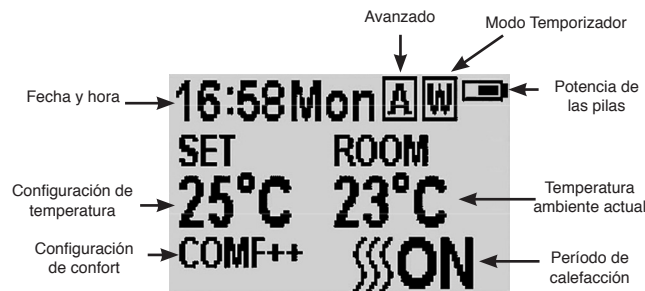 Avanzado
Modo Temporizador
Fecha y hora
16:58Mon A W
Potencia de
las pilas
SET ROOM
Configuración de
temperatura
25°C 23°C
Temperatura
ambiente actual
Configuración
de confort
COMF++ ON
Período de
calefacción